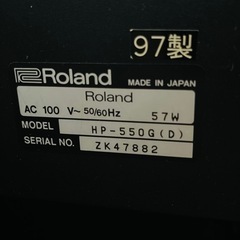 97製
Roland MADE IN JAPAN
Roland
AC 100 V~ 50/60Hz 57W
MODEL HP-550G(D)
SERIAL NO. ZK47882